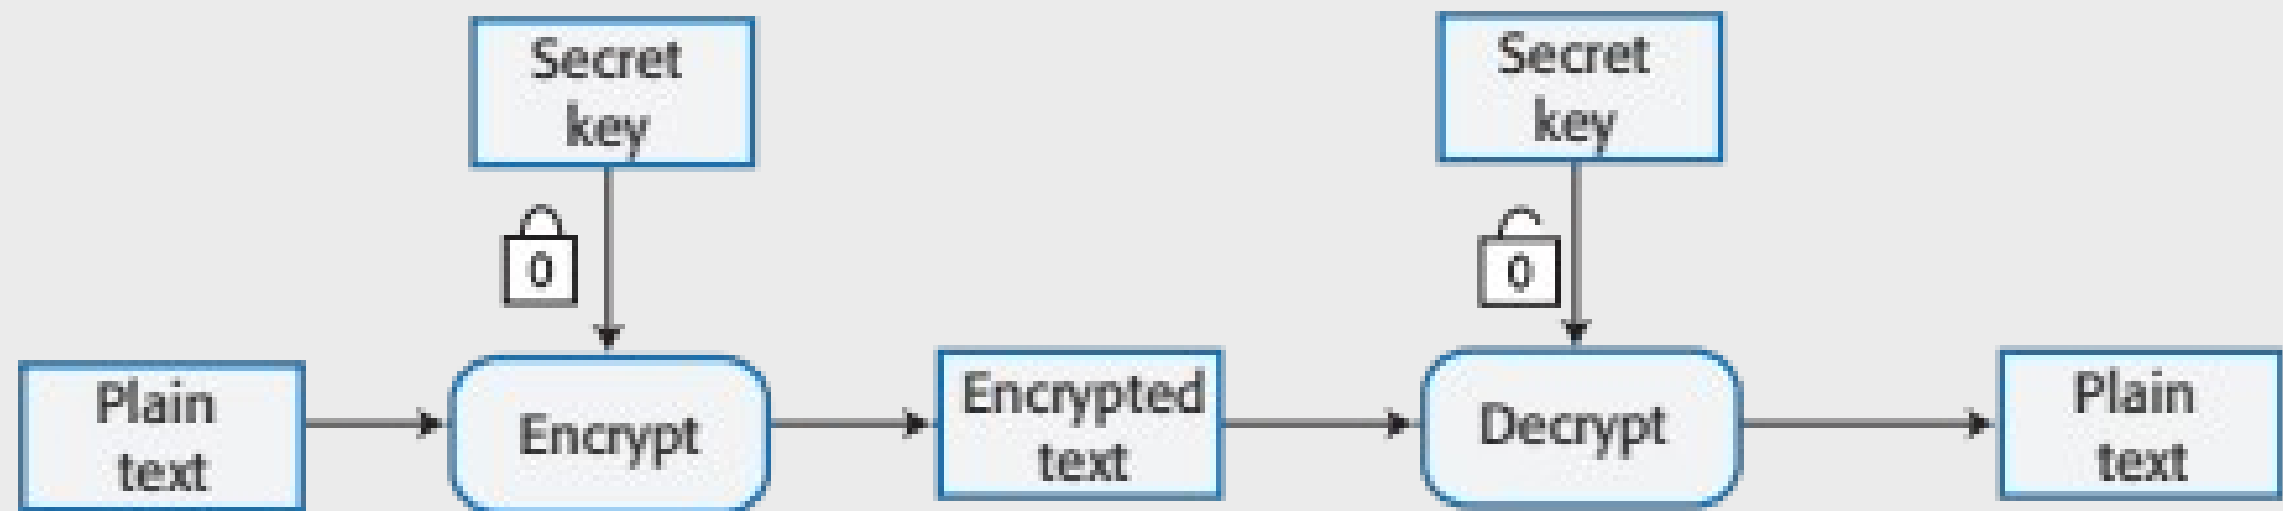 Secret
key
Secret
key
0
0
Plain
text
Encrypt
Encrypted
text
Decrypt
Plain
text